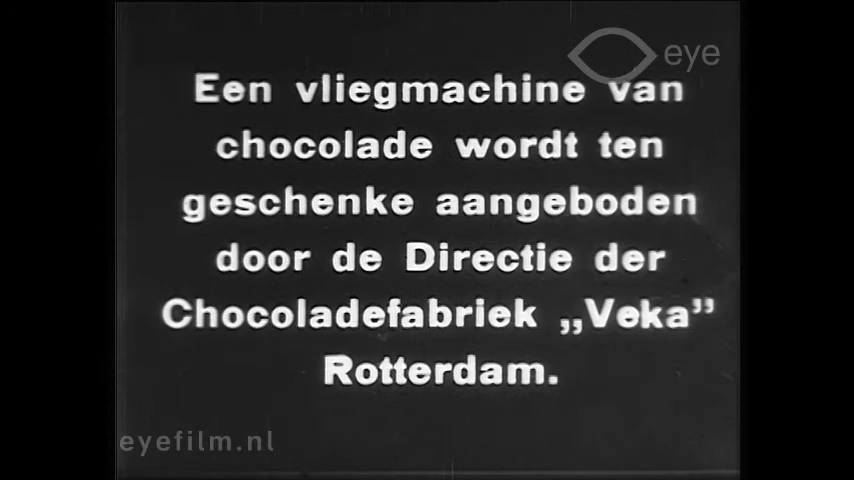 eye
Een vliegmachine van
chocolade wordt ten
geschenke aangeboden
door de Directie der
Chocoladefabriek „Veka”
Rotterdam.
eyefilm.nl